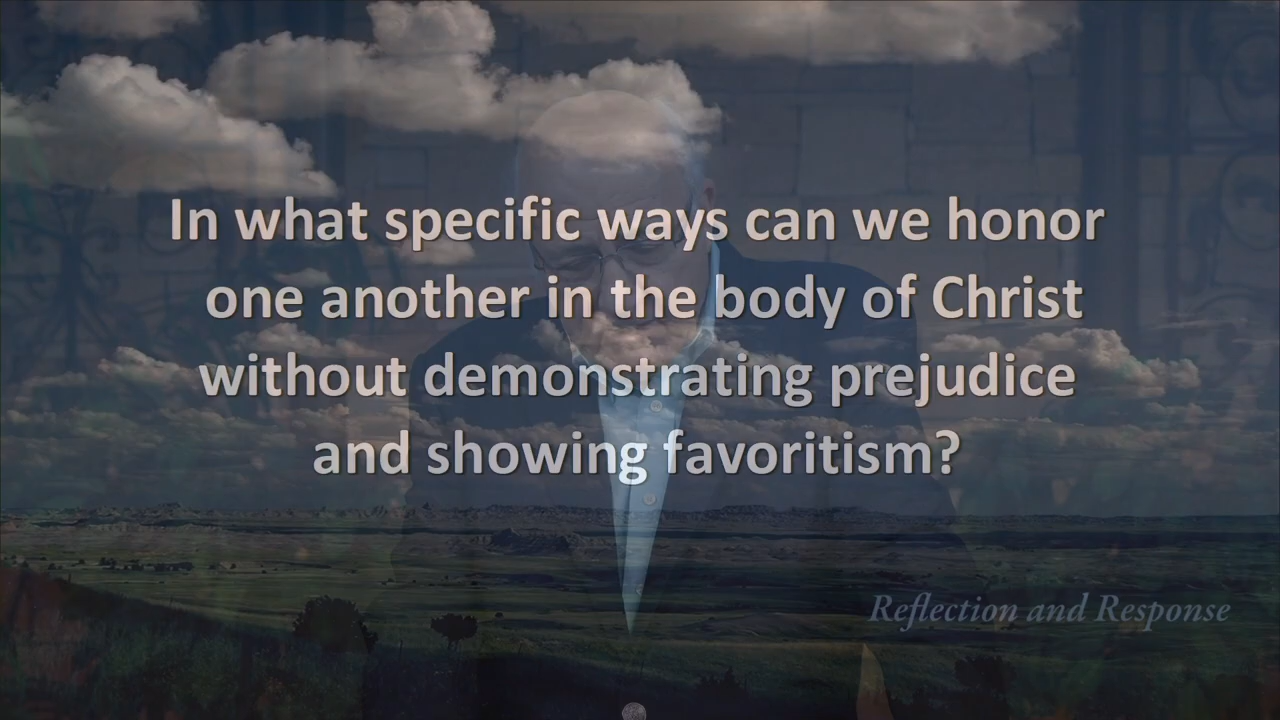 In what specific ways can we honor
one another in the body of Christ
without demonstrating prejudice
and showing favoritism?
Reflection and Response